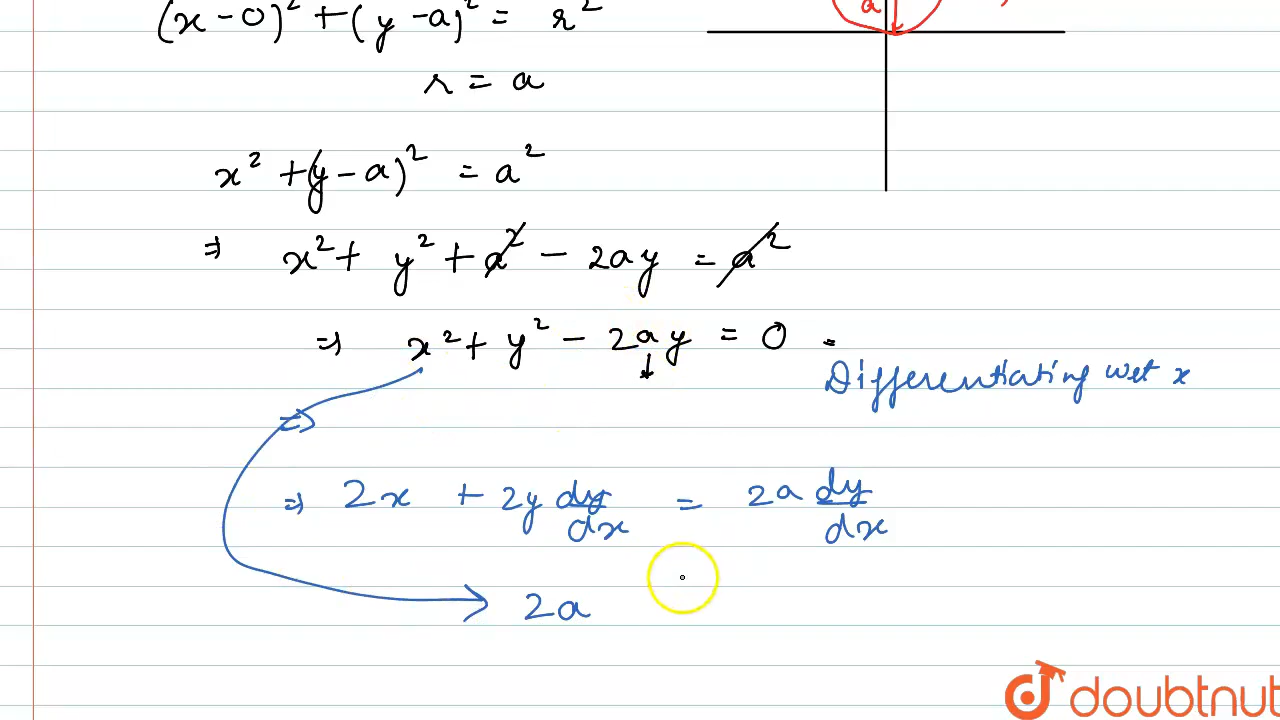 (x-0)² + (y-a)² = r²
a
r = a
x² + (y-a)² = a²
⇒ x² + y² + a² - 2ay = a²
⇒ x² + y² - 2ay = 0 .
Differentiating wrt x
⇒
⇒ 2x + 2y dy/dx = 2a dy/dx
2a
doubtnut